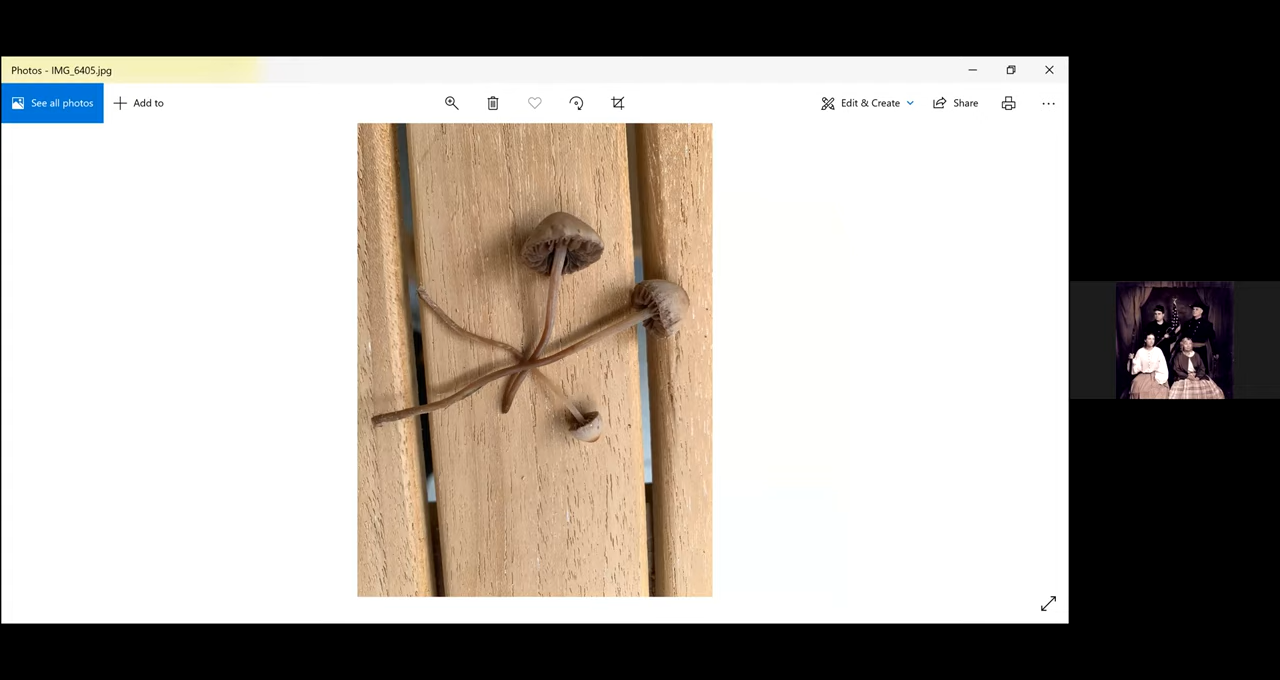 Photos - IMG_6405.jpg
See all photos
Add to
Edit & Create
Share